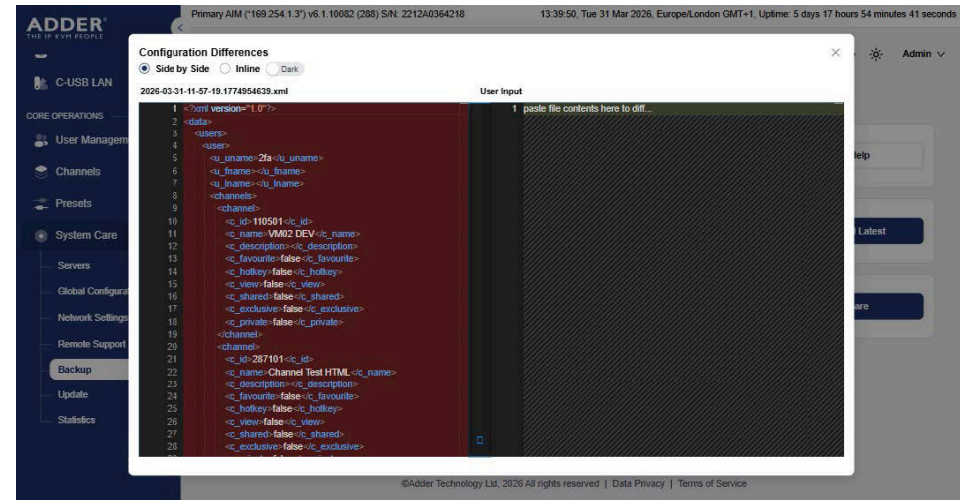 ADDER®
THE IP KVM PEOPLE
Primary AIM ("169.254.1.3") v6.1.10082 (288) S/N: 2212A0364218
13:39:50, Tue 31 Mar 2026, Europe/London GMT+1, Uptime: 5 days 17 hours 54 minutes 41 seconds
Admin
C-USB LAN
CORE OPERATIONS
User Managem
Channels
Presets
System Care
Servers
Global Configura
Network Settings
Remote Support
Backup
Update
Statistics
Configuration Differences
Side by Side Inline Dark
2026-03-31-11-57-19.1774954639.xml
User Input
1 <?xml version="1.0"?>
2 <data>
3 <users>
4 <user>
5 <u_uname>2fa</u_uname>
6 <u_fname></u_fname>
7 <u_lname></u_lname>
8 <channels>
9 <channel>
10 <c_id>110501</c_id>
11 <c_name>VM02 DEV</c_name>
12 <c_description></c_description>
13 <c_favourite>false</c_favourite>
14 <c_hotkey>false</c_hotkey>
15 <c_view>false</c_view>
16 <c_shared>false</c_shared>
17 <c_exclusive>false</c_exclusive>
18 <c_private>false</c_private>
19 </channel>
20 <channel>
21 <c_id>287101</c_id>
22 <c_name>Channel Test HTML</c_name>
23 <c_description></c_description>
24 <c_favourite>false</c_favourite>
25 <c_hotkey>false</c_hotkey>
26 <c_view>false</c_view>
27 <c_shared>false</c_shared>
28 <c_exclusive>false</c_exclusive>
1 paste file contents here to diff...
Latest
©Adder Technology Ltd, 2026 All rights reserved | Data Privacy | Terms of Service